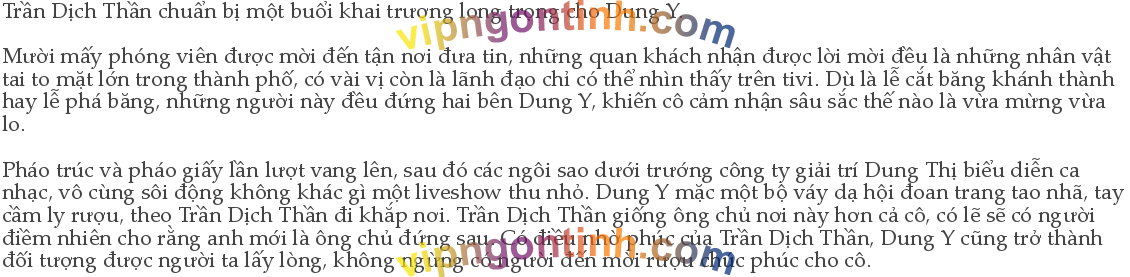 Trần Dịch Thần chuẩn bị một buổi khai trương long trọng cho Dung Y.
vipngontinh.com
Mười mấy phóng viên được mời đến tận nơi đưa tin, những quan khách nhận được lời mời đều là những nhân vật
tai to mặt lớn trong thành phố, có vài vị còn là lãnh đạo chỉ có thể nhìn thấy trên tivi. Dù là lễ cắt băng khánh thành
hay lễ phá băng, những người này đều đứng hai bên Dung Y, khiến cô cảm nhận sâu sắc thế nào là vừa mừng vừa
lo.
Pháo trúc và pháo giấy lần lượt vang lên, sau đó các ngôi sao dưới trướng công ty giải trí Dung Thị biểu diễn ca
nhạc, vô cùng sôi động không khác gì một liveshow thu nhỏ. Dung Y mặc một bộ váy dạ hội đoan trang tao nhã, tay
cầm ly rượu, theo Trần Dịch Thần đi khắp nơi. Trần Dịch Thần giống ông chủ nơi này hơn cả cô, có lẽ sẽ có người
điềm nhiên cho rằng anh mới là ông chủ đứng sau. Có điều nhờ phúc của Trần Dịch Thần, Dung Y cũng trở thành
đối tượng được người ta lấy lòng, không ngừng có người đến mời rượu chúc phúc cho cô.
vipngontinh.com